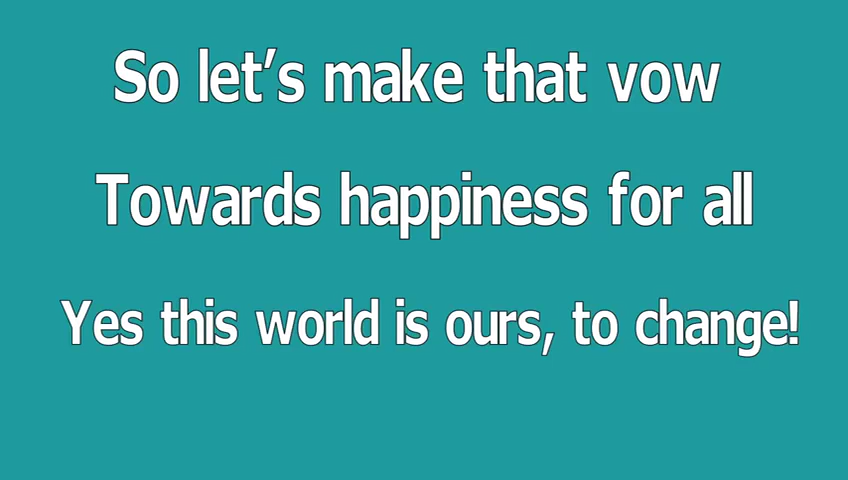 So let’s make that vow
Towards happiness for all
Yes this world is ours, to change!